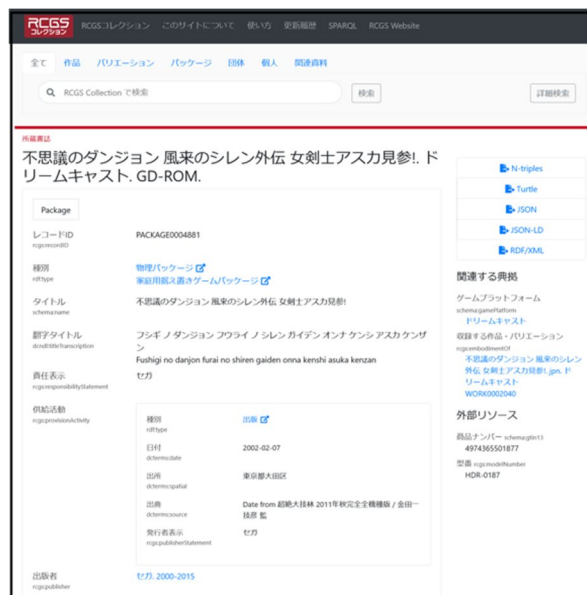 RCGS
コレクション
RCGSコレクション このサイトについて 使い方 更新履歴 SPARQL RCGS Website
全て 作品 バリエーション パッケージ 団体 個人 関連資料
RCGS Collection で検索 検索 詳細検索
所蔵書誌
不思議のダンジョン 風来のシレン外伝 女剣士アスカ見参!. ド
リームキャスト. GD-ROM.
Package
レコードID
rcgs:recordID
PACKAGE0004881
種別
rdf:type
物理パッケージ
家庭用据え置きゲームパッケージ
タイトル
schema:name
不思議のダンジョン 風来のシレン外伝 女剣士アスカ見参!
翻字タイトル
dcndl:titleTranscription
フシギ ノ ダンジョン フウライ ノ シレン ガイデン オンナ ケンシ アスカ ケンザ
ン
Fushigi no danjon furai no shiren gaiden onna kenshi asuka kenzan
責任表示
rcgs:responsibilityStatement
セガ
供給活動
rcgs:provisionActivity
種別
rdf:type
出版
日付
dcterms:date
2002-02-07
出所
dcterms:spatial
東京都大田区
出典
dcterms:source
Date from 超絶大技林 2011年秋完全全機種版 / 金田一
技彦 監
発行者表示
rcgs:publisherStatement
セガ
出版者
rcgs:publisher
セガ. 2000-2015
N-triples
Turtle
JSON
JSON-LD
RDF/XML
関連する典拠
ゲームプラットフォーム
schema:gamePlatform
ドリームキャスト
収録する作品・バリエーション
rcgs:embodimentOf
不思議のダンジョン 風来のシレン
外伝 女剣士アスカ見参!. jpn. ド
リームキャスト
WORK0002040
外部リソース
商品ナンバー schema:gtin13
4974365501877
型番 rcgs:modelNumber
HDR-0187